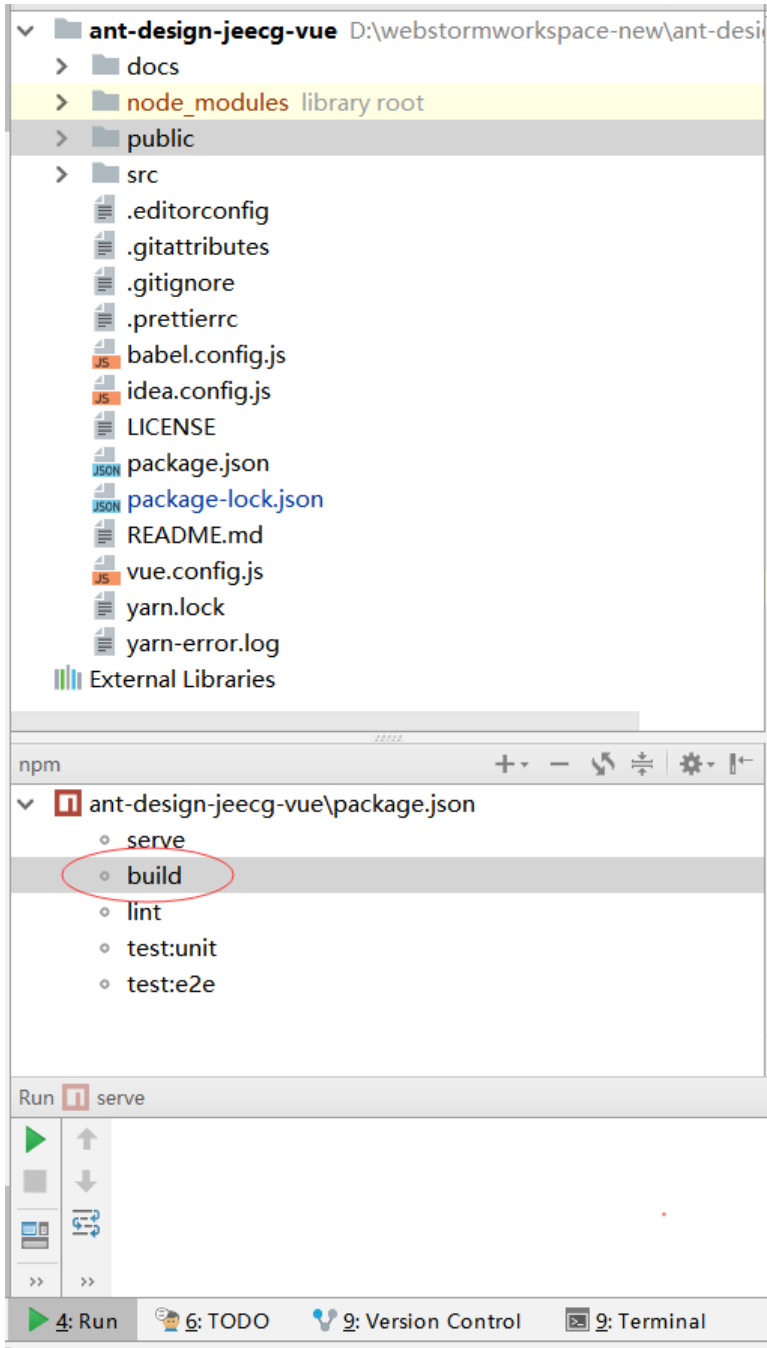 ant-design-jeecg-vue D:\webstormworkspace-new\ant-desi
docs
node_modules library root
public
src
.editorconfig
.gitattributes
.gitignore
.prettierrc
babel.config.js
idea.config.js
LICENSE
package.json
package-lock.json
README.md
vue.config.js
yarn.lock
yarn-error.log
External Libraries
npm
ant-design-jeecg-vue\package.json
serve
build
lint
test:unit
test:e2e
Run serve
4: Run 6: TODO 9: Version Control 9: Terminal